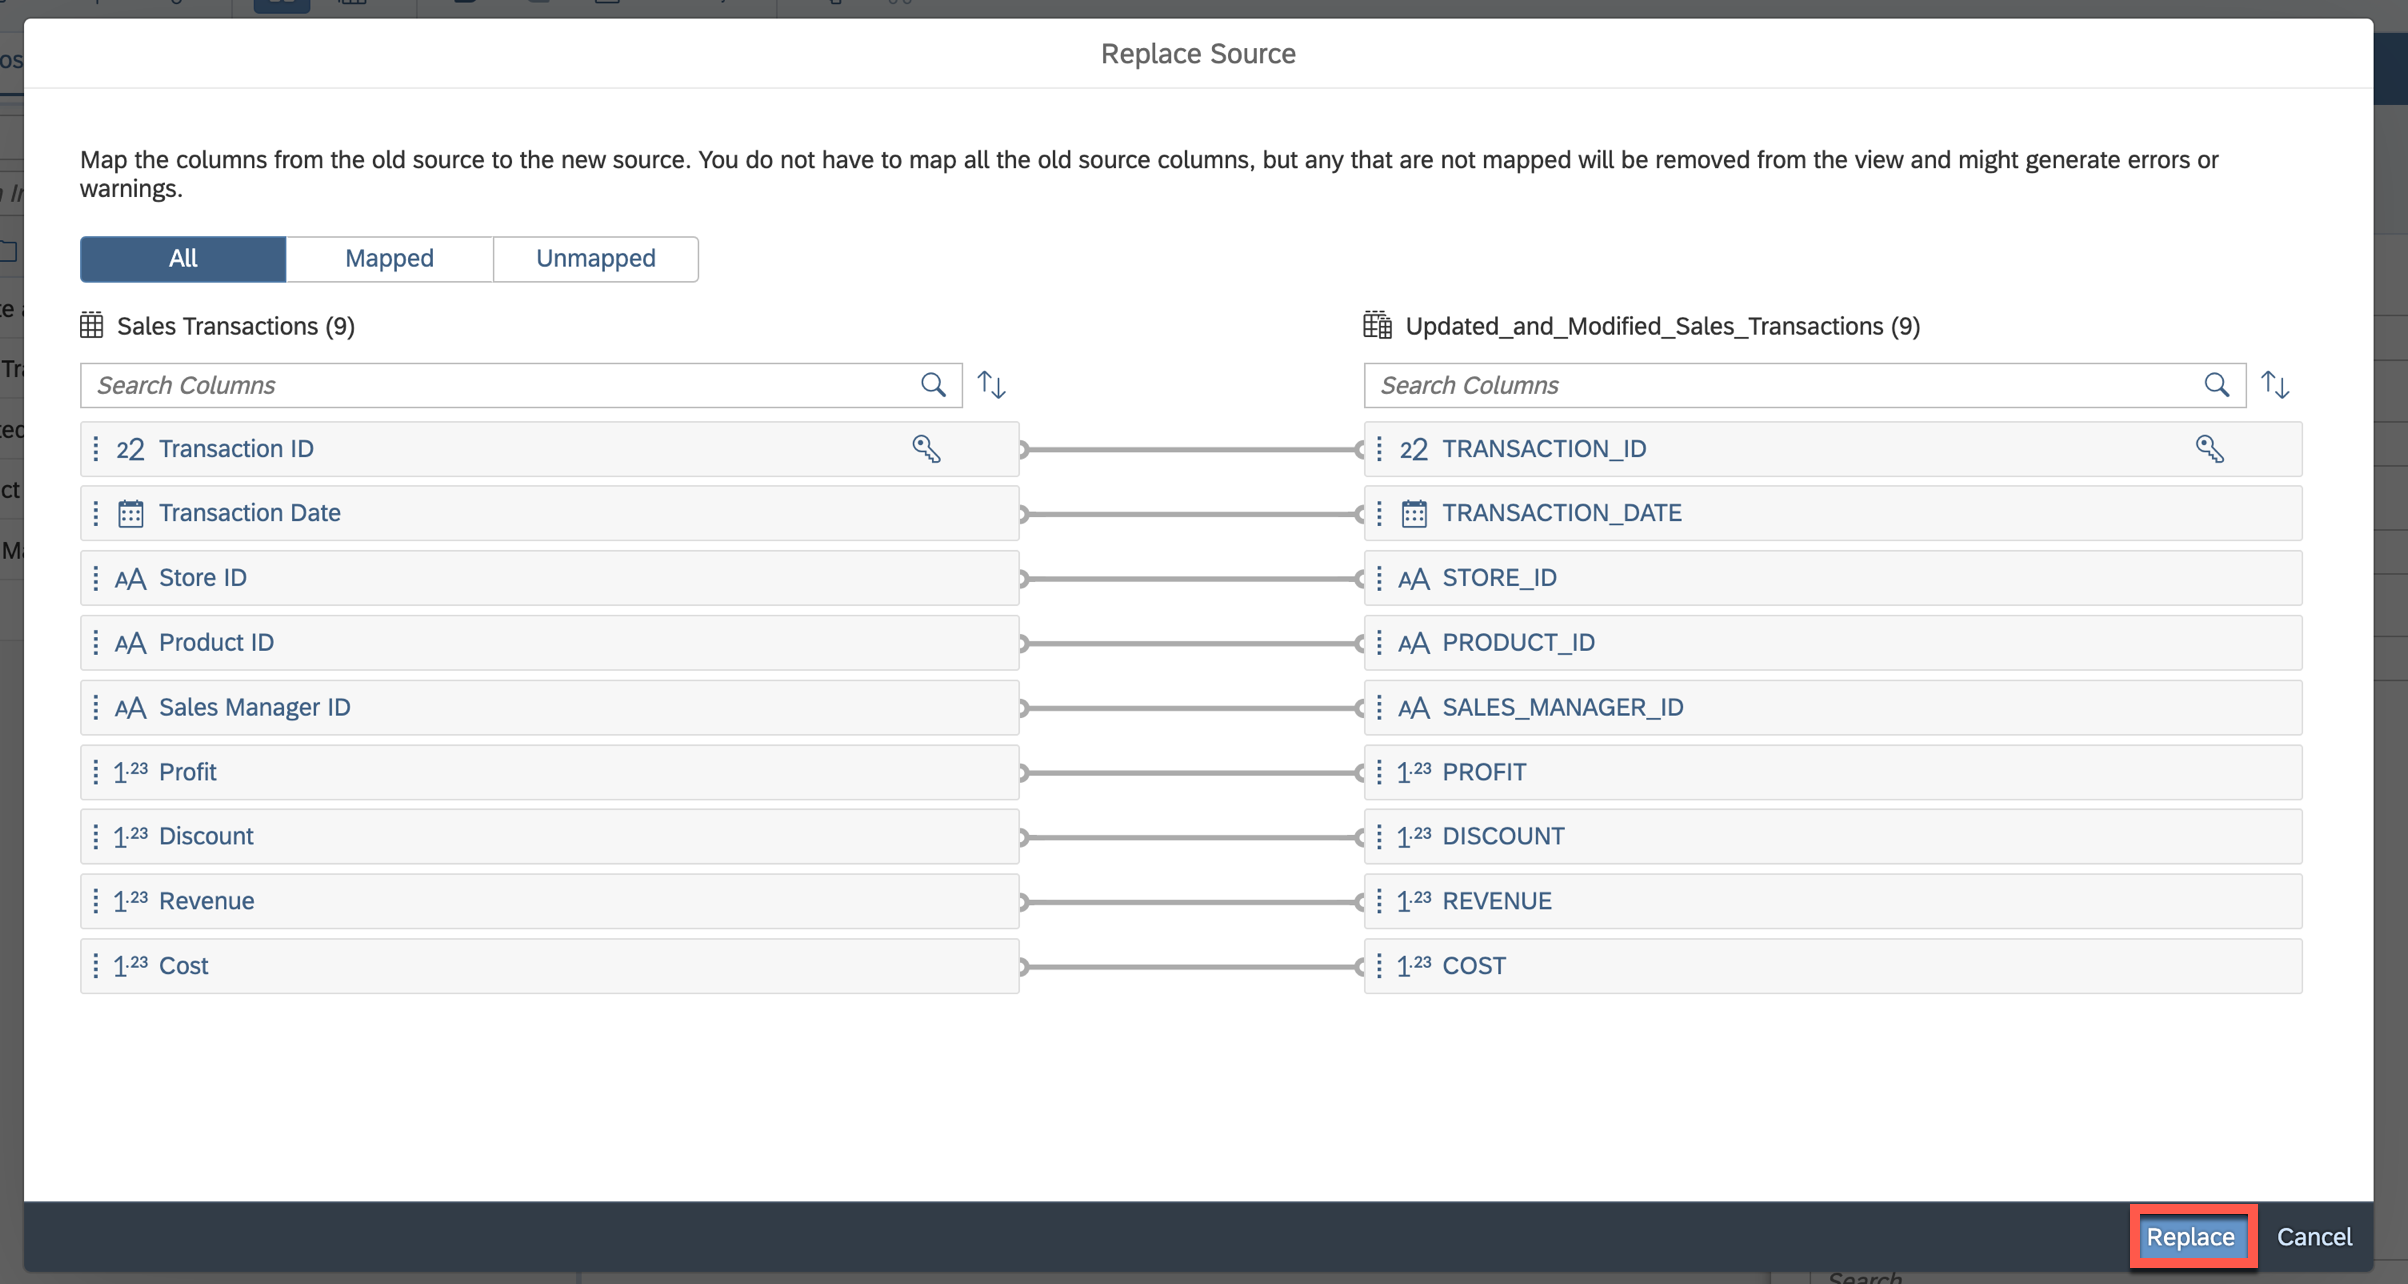 Replace Source
Map the columns from the old source to the new source. You do not have to map all the old source columns, but any that are not mapped will be removed from the view and might generate errors or
warnings.
All Mapped Unmapped
Sales Transactions (9) Updated_and_Modified_Sales_Transactions (9)
Search Columns Search Columns
22 Transaction ID 22 TRANSACTION_ID
Transaction Date TRANSACTION_DATE
AA Store ID AA STORE_ID
AA Product ID AA PRODUCT_ID
AA Sales Manager ID AA SALES_MANAGER_ID
1.23 Profit 1.23 PROFIT
1.23 Discount 1.23 DISCOUNT
1.23 Revenue 1.23 REVENUE
1.23 Cost 1.23 COST
Replace Cancel
Search